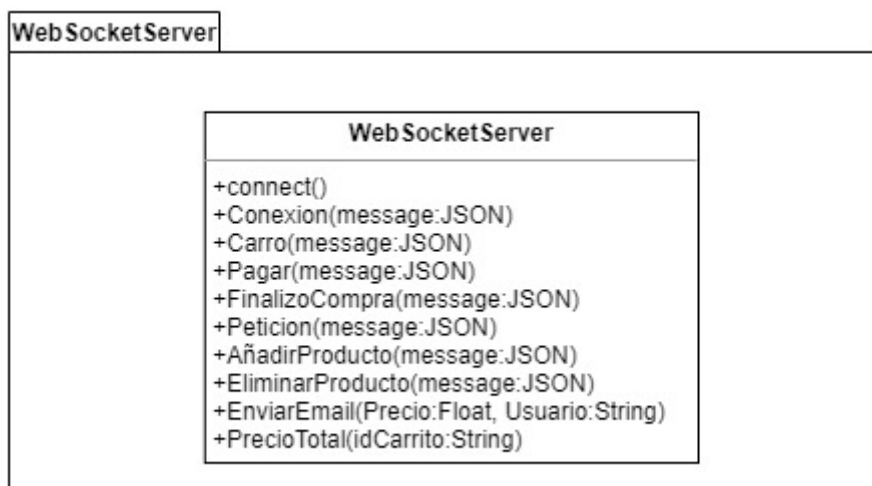 WebSocketServer
WebSocketServer
+connect()
+Conexion(message:JSON)
+Carro(message:JSON)
+Pagar(message:JSON)
+FinalizoCompra(message:JSON)
+Peticion(message:JSON)
+AñadirProducto(message:JSON)
+EliminarProducto(message:JSON)
+EnviarEmail(Precio:Float, Usuario:String)
+PrecioTotal(idCarrito:String)